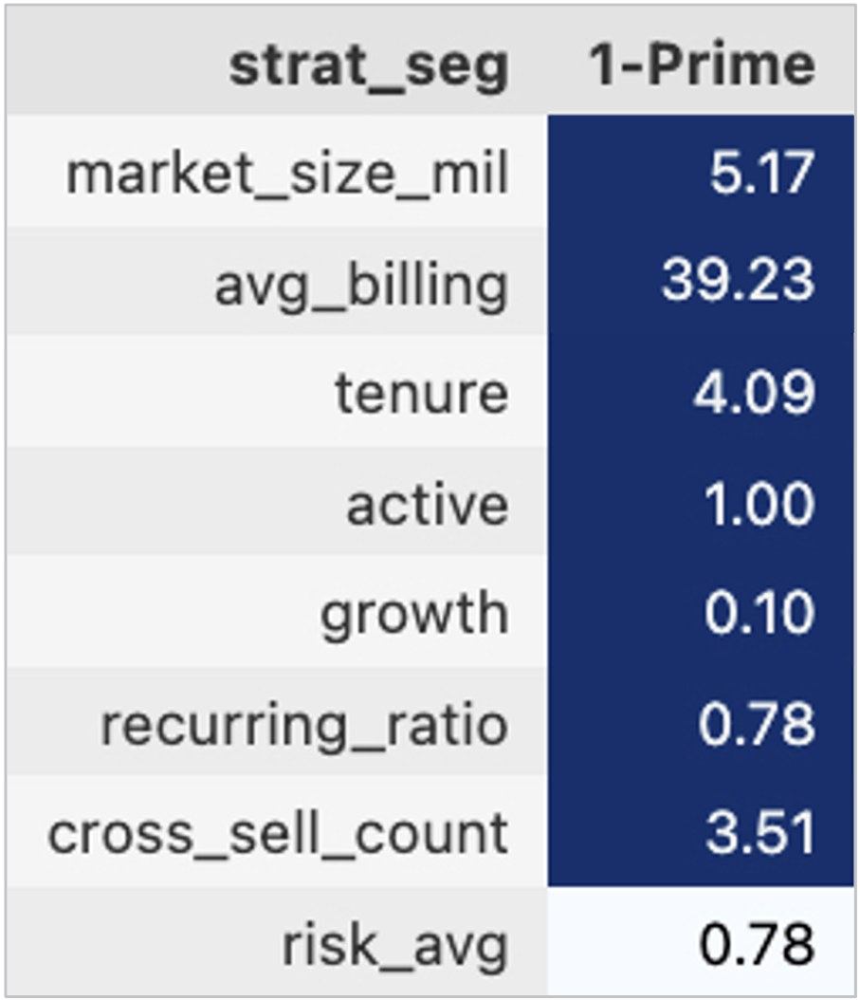 strat_seg 1-Prime
market_size_mil 5.17
avg_billing 39.23
tenure 4.09
active 1.00
growth 0.10
recurring_ratio 0.78
cross_sell_count 3.51
risk_avg 0.78